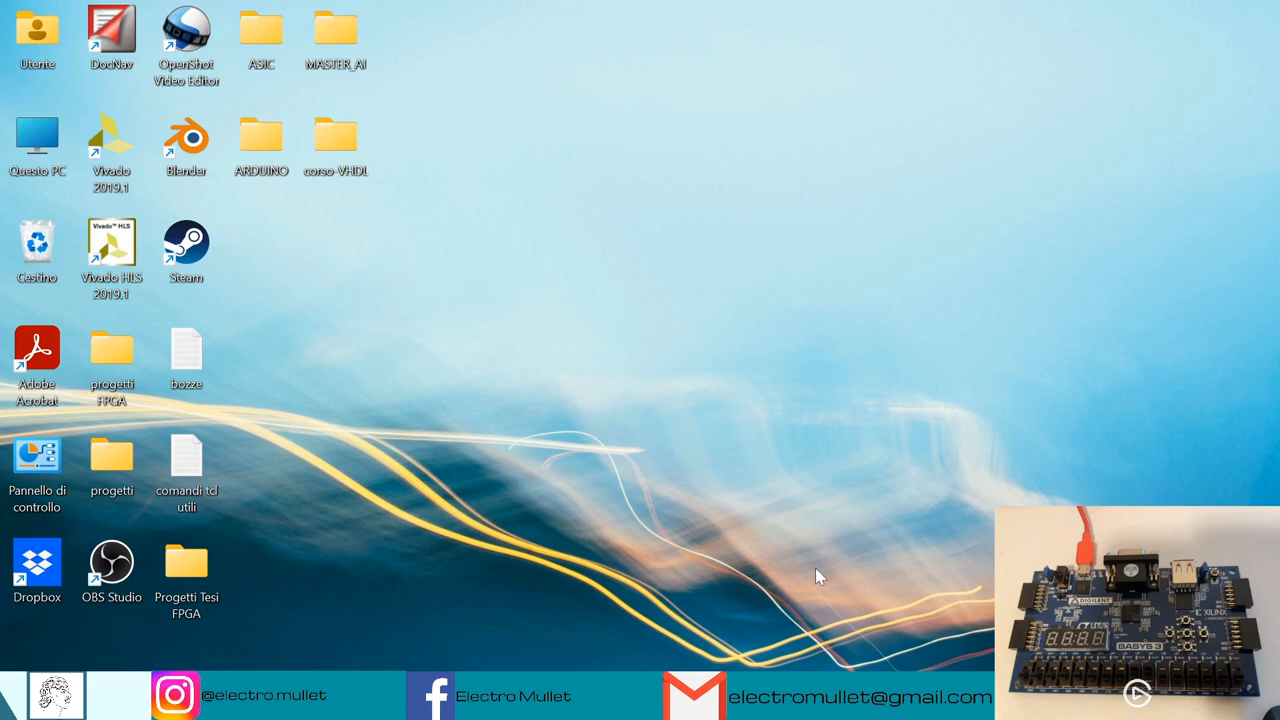 Utente
DocNav
OpenShot
Video Editor
ASIC
MASTER_AI
Questo PC
Vivado
2019.1
Blender
ARDUINO
corso-VHDL
Cestino
Vivado™ HLS
Vivado HLS
2019.1
Steam
Adobe
Acrobat
progetti
FPGA
bozze
Pannello di
controllo
progetti
comandi tcl
utili
Dropbox
OBS Studio
Progetti Tesi
FPGA
DIGILENT
XILINX
LINEAR
BASYS 3
@electro.mullet
Electro Mullet
electromullet@gmail.com